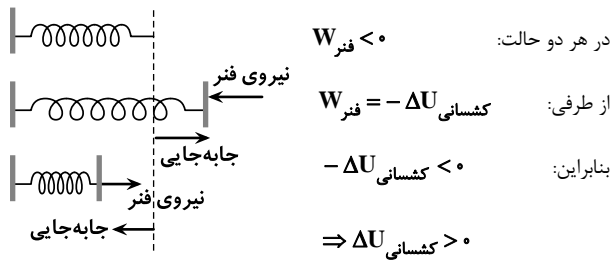 در هر دو حالت: W فنر < ۰
نیروی فنر
از طرفی: W فنر = − ΔU کشسانی
جابه‌جایی
بنابراین: − ΔU کشسانی < ۰
نیروی فنر
جابه‌جایی
⇒ ΔU کشسانی > ۰